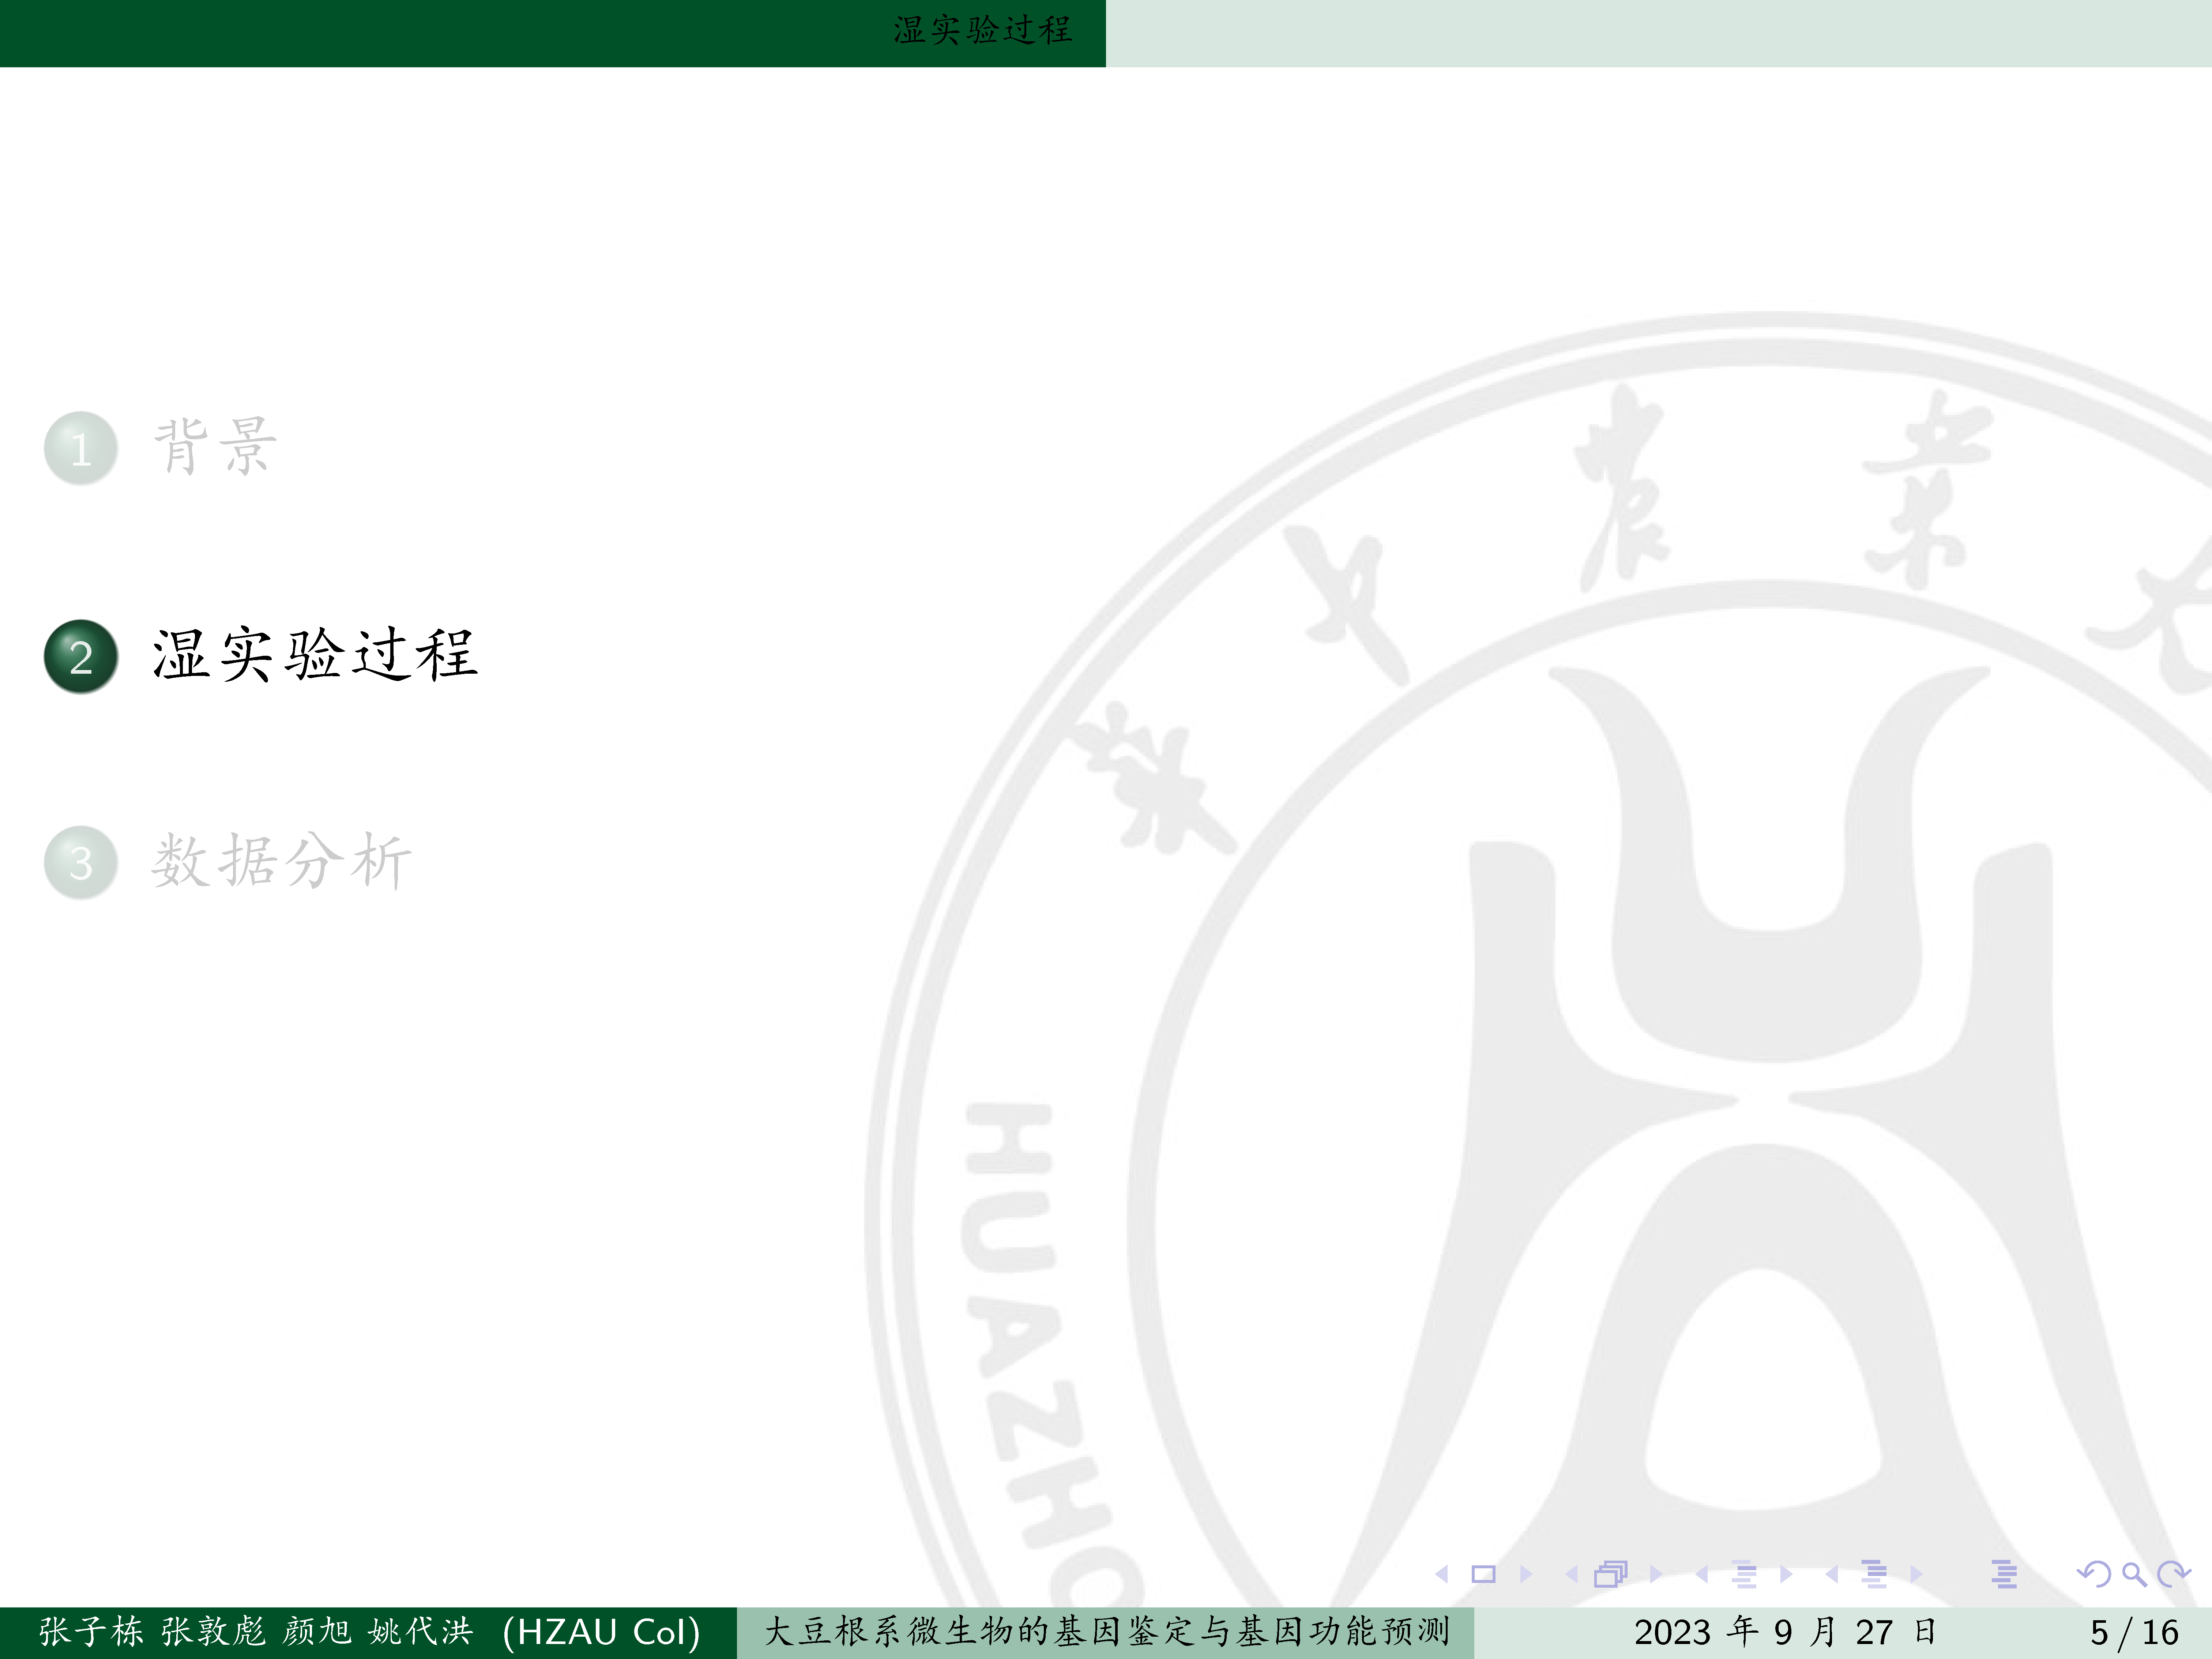 湿实验过程
1 背景
2 湿实验过程
3 数据分析
華中农业大
HUAZHO
张子栋 张敦彪 颜旭 姚代洪 (HZAU CoI) 大豆根系微生物的基因鉴定与基因功能预测 2023 年 9 月 27 日 5 / 16